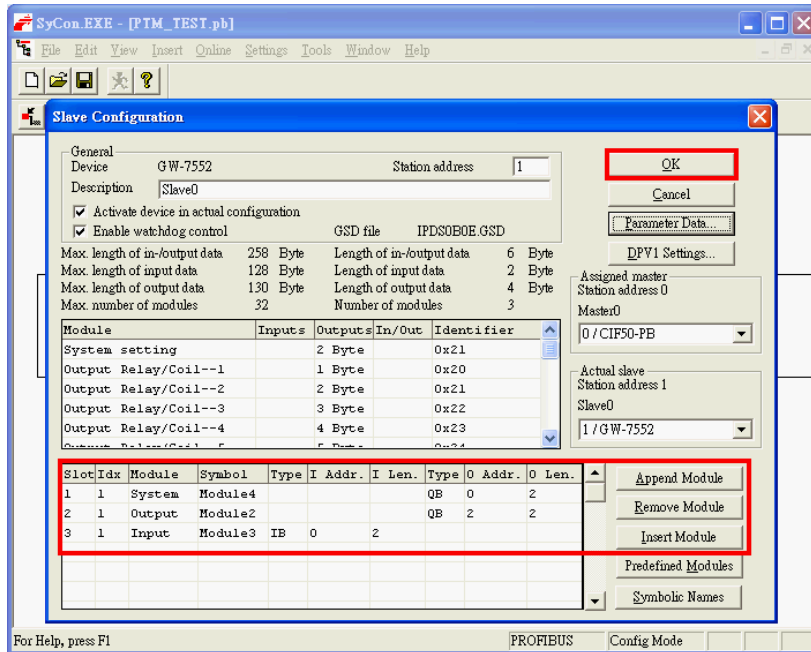 SyCon.EXE - [PTM_TEST.pb]
File Edit View Insert Online Settings Tools Window Help
Slave Configuration
General
Device GW-7552 Station address 1
Description Slave0
Activate device in actual configuration
Enable watchdog control GSD file IPDS0B0E.GSD
Max. length of in-/output data 258 Byte Length of in-/output data 6 Byte
Max. length of input data 128 Byte Length of input data 2 Byte
Max. length of output data 130 Byte Length of output data 4 Byte
Max. number of modules 32 Number of modules 3
OK
Cancel
Parameter Data...
DPV1 Settings...
Assigned master
Station address 0
Master0
0 / CIF50-PB
Actual slave
Station address 1
Slave0
1 / GW-7552
Module Inputs Outputs In/Out Identifier
System setting 2 Byte 0x21
Output Relay/Coil--1 1 Byte 0x20
Output Relay/Coil--2 2 Byte 0x21
Output Relay/Coil--3 3 Byte 0x22
Output Relay/Coil--4 4 Byte 0x23
Slot Idx Module Symbol Type I Addr. I Len. Type O Addr. O Len.
1 1 System Module4 QB 0 2
2 1 Output Module2 QB 2 2
3 1 Input Module3 IB 0 2
Append Module
Remove Module
Insert Module
Predefined Modules
Symbolic Names
For Help, press F1 PROFIBUS Config Mode